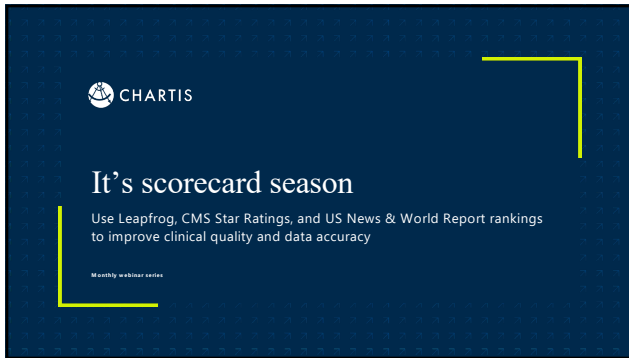 CHARTIS
It’s scorecard season
Use Leapfrog, CMS Star Ratings, and US News & World Report rankings
to improve clinical quality and data accuracy
Monthly webinar series